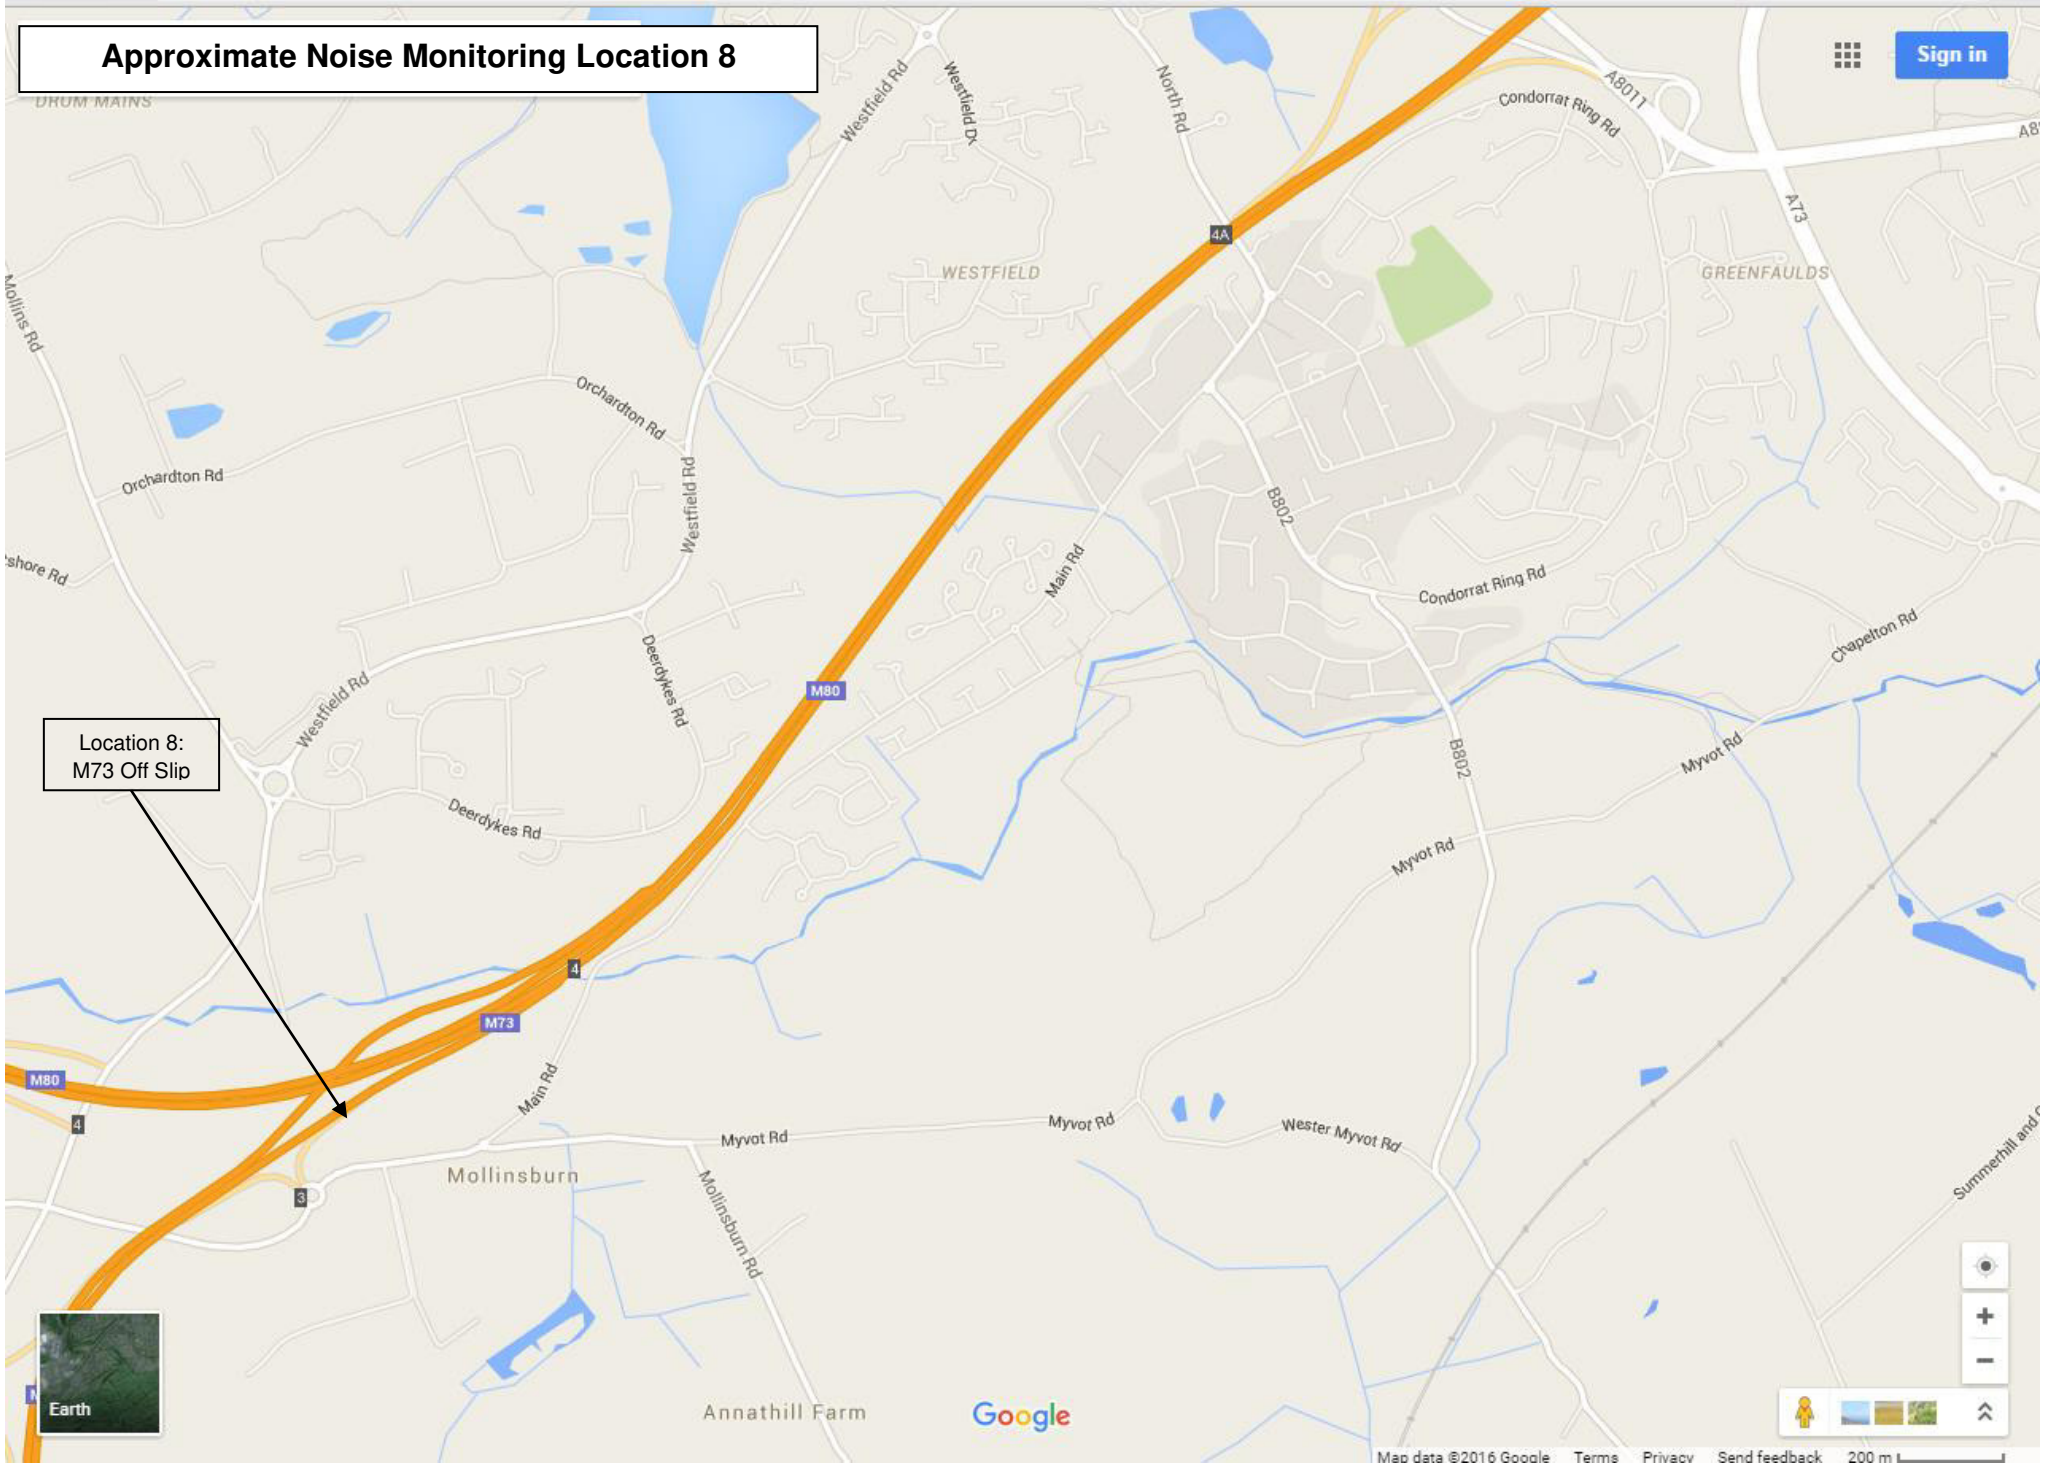 Approximate Noise Monitoring Location 8
Sign in
DRUM MAINS
Westfield Rd
Westfield Dr
North Rd
A8011
Condorrat Ring Rd
A73
4A
WESTFIELD
GREENFAULDS
Mollins Rd
Orchardton Rd
Orchardton Rd
Westfield Rd
B802
Main Rd
Condorrat Ring Rd
Chapelton Rd
Deerdykes Rd
Westfield Rd
M80
Location 8:
M73 Off Slip
B802
Myvot Rd
Deerdykes Rd
Myvot Rd
4
M73
M80
Main Rd
4
Myvot Rd
Myvot Rd
Wester Myvot Rd
Mollinsburn
3
Mollinsburn Rd
Summerhill and
Earth
Annathill Farm
Google
Map data ©2016 Google Terms Privacy Send feedback 200 m